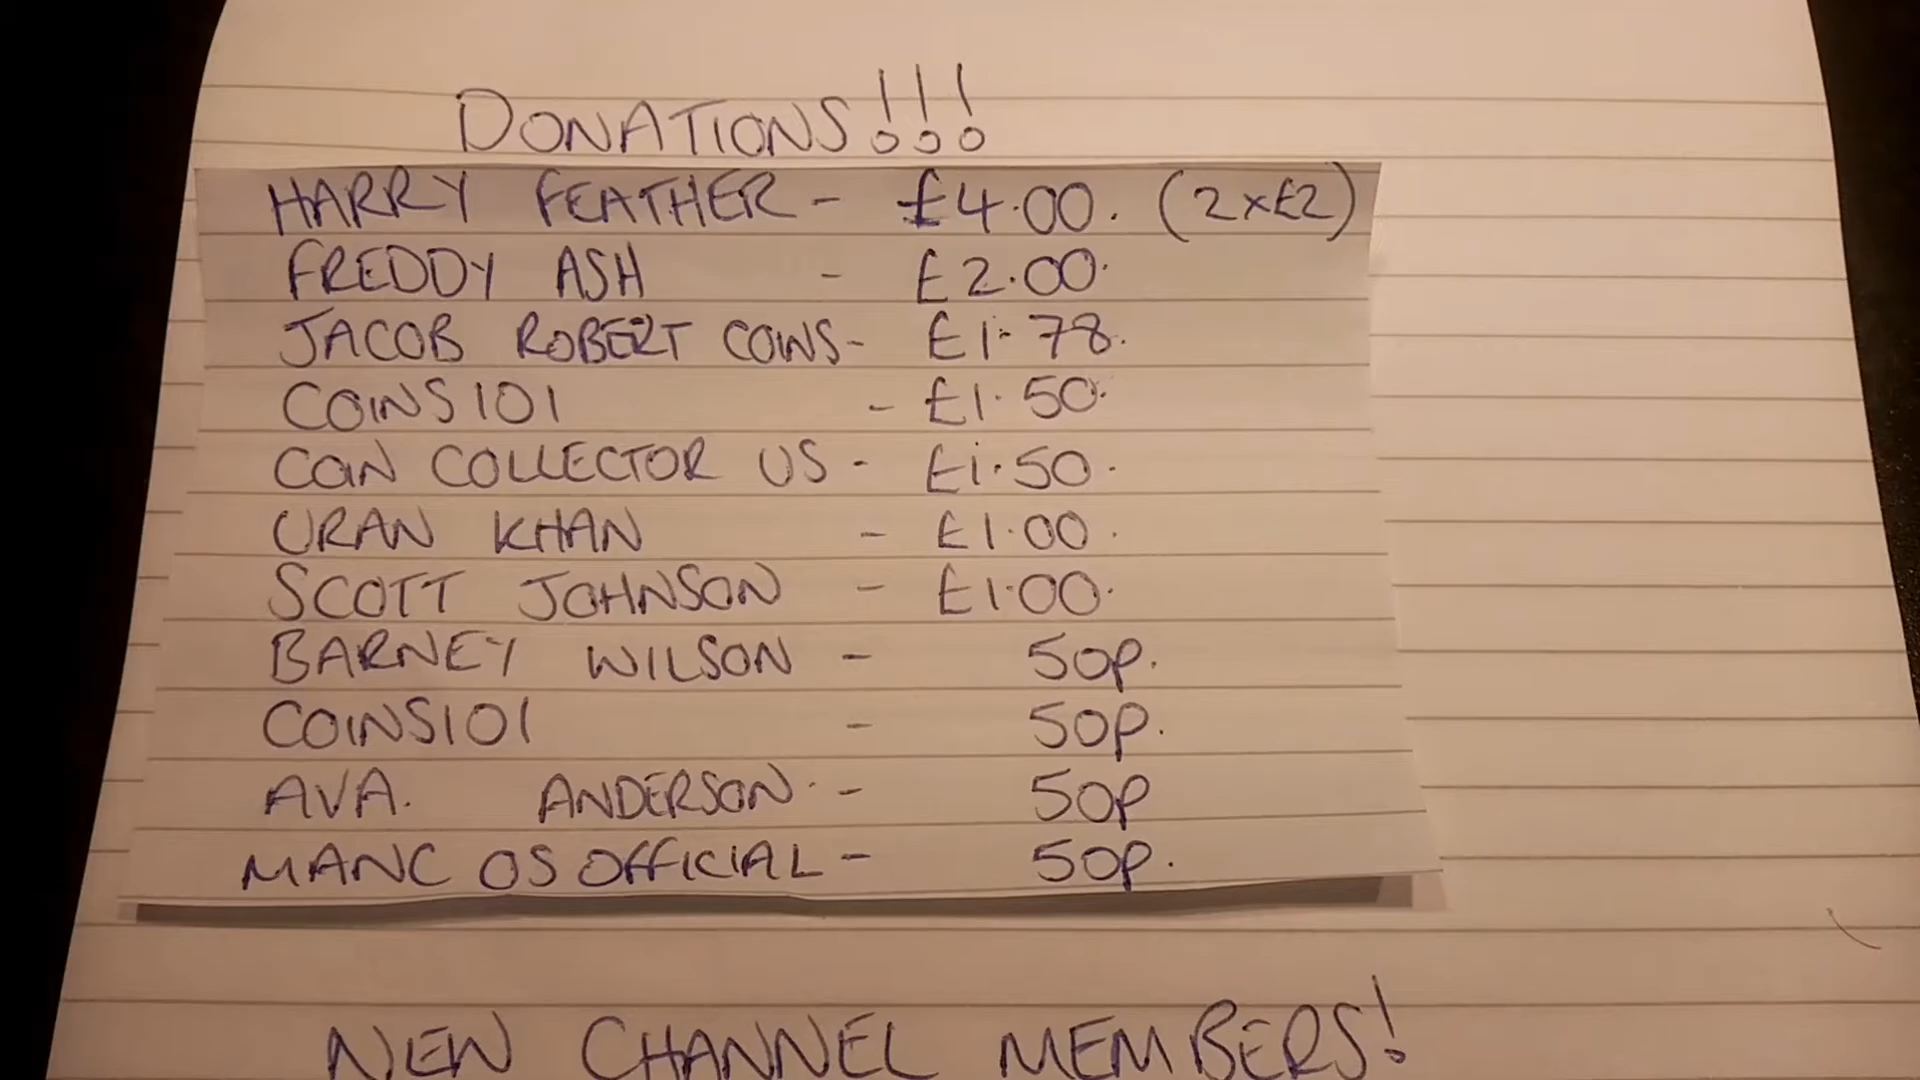 DONATIONS!!!
HARRY FEATHER - £4.00. (2x£2)
FREDDY ASH - £2.00.
JACOB ROBERT COINS - £1.78.
COINS101 - £1.50.
COIN COLLECTOR US - £1.50.
URAN KHAN - £1.00.
SCOTT JOHNSON - £1.00.
BARNEY WILSON - 50p.
COINS101 - 50p.
AVA. ANDERSON - 50p
MANC OS OFFICIAL - 50p.
NEW CHANNEL MEMBERS!